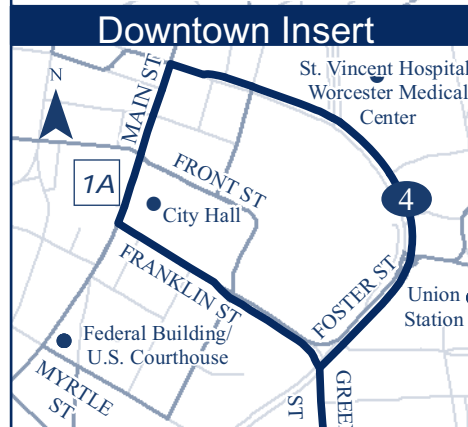 Downtown Insert
St. Vincent Hospital
Worcester Medical
Center
N
MAIN ST
FRONT ST
1A
City Hall
4
FRANKLIN ST
FOSTER ST
Union
Station
Federal Building/
U.S. Courthouse
MYRTLE
ST
ST